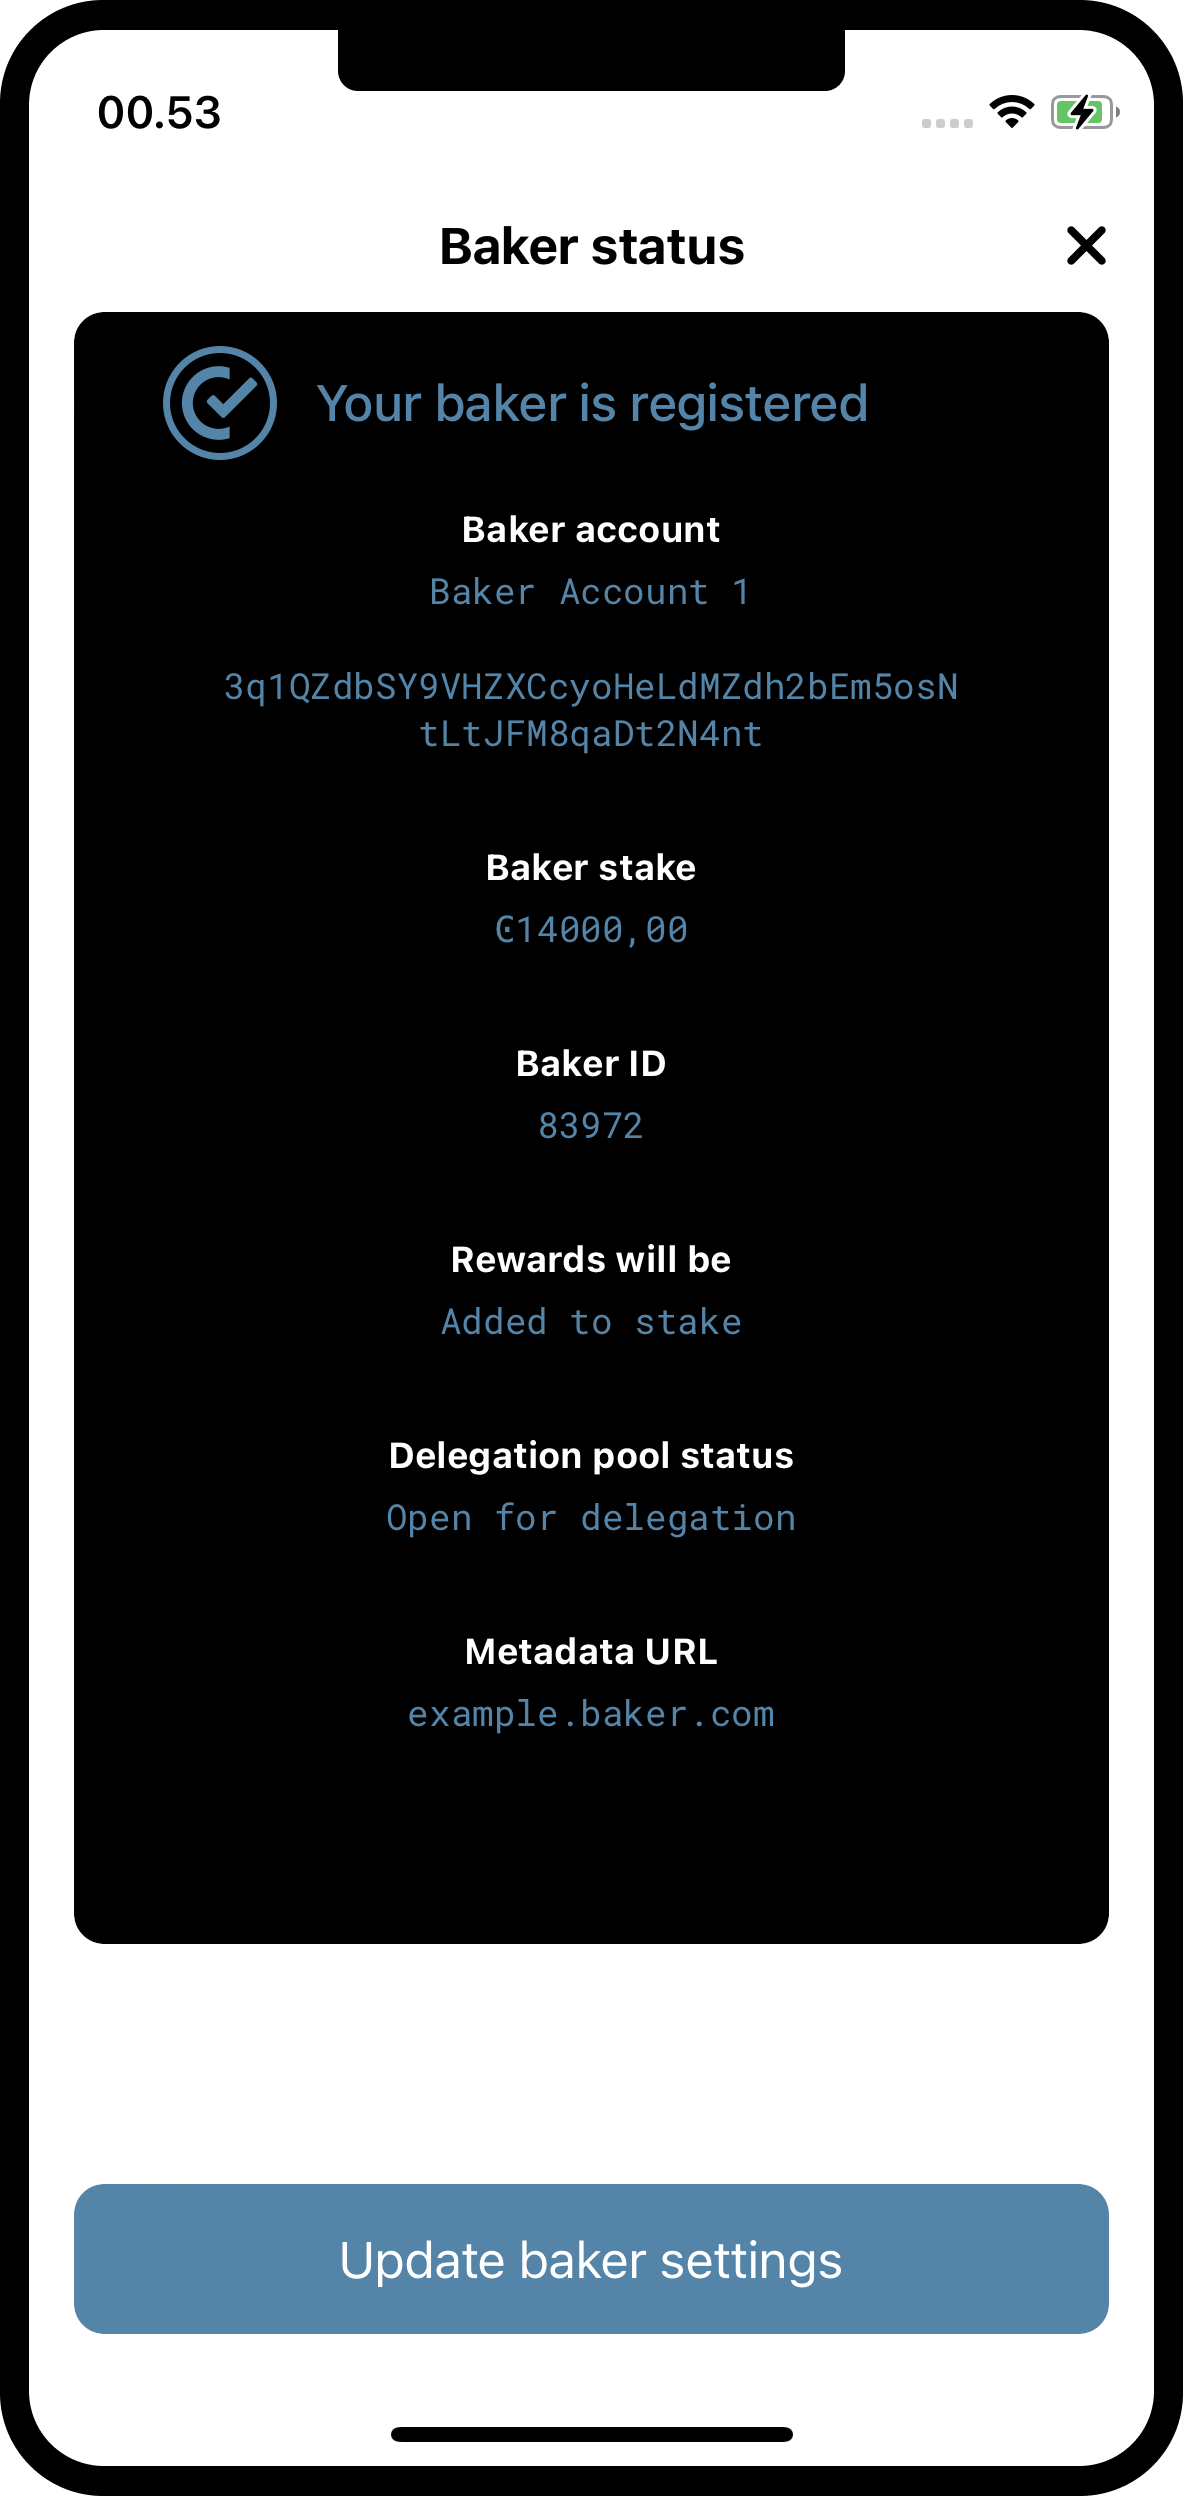 00.53
Baker status
Your baker is registered
Baker account
Baker Account 1
3q1QZdbSY9VHZXCcyoHeLdMZdh2bEm5osN
tLtJFM8qaDt2N4nt
Baker stake
Ͼ14000,00
Baker ID
83972
Rewards will be
Added to stake
Delegation pool status
Open for delegation
Metadata URL
example.baker.com
Update baker settings